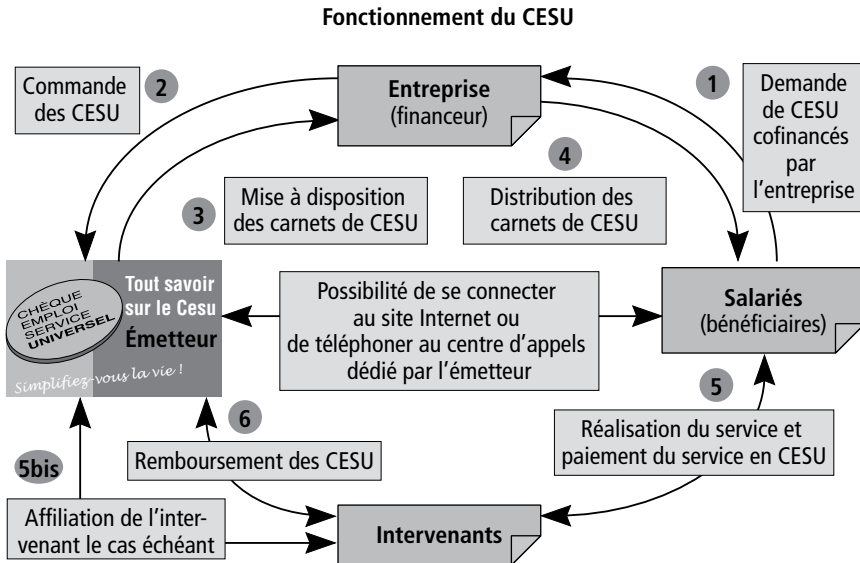 Fonctionnement du CESU
Commande
des CESU
2
Entreprise
(financeur)
1
Demande
de CESU
cofinancés
par
l'entreprise
3
Mise à disposition
des carnets de CESU
4
Distribution des
carnets de CESU
CHÈQUE
EMPLOI
SERVICE
UNIVERSEL
Tout savoir
sur le Cesu
Émetteur
Simplifiez-vous la vie !
Possibilité de se connecter
au site Internet ou
de téléphoner au centre d'appels
dédié par l'émetteur
Salariés
(bénéficiaires)
5
Réalisation du service et
paiement du service en CESU
6
Remboursement des CESU
5bis
Affiliation de l'inter-
venant le cas échéant
Intervenants